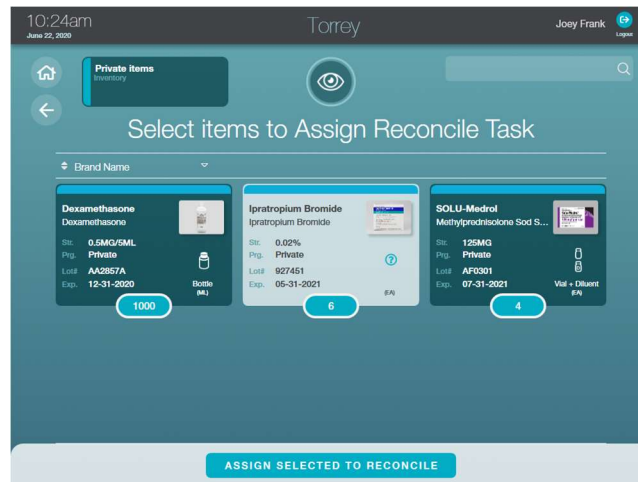 10:24am
June 22, 2020
Torrey
Joey Frank
Logout
Private items
Inventory
Select items to Assign Reconcile Task
Brand Name
Dexamethasone
Dexamethasone
Str. 0.5MG/5ML
Prg. Private
Lot# AA2857A
Exp. 12-31-2020
Bottle
(ML)
1000
Ipratropium Bromide
Ipratropium Bromide
Str. 0.02%
Prg. Private
Lot# 927451
Exp. 05-31-2021
(EA)
6
SOLU-Medrol
Methylprednisolone Sod S...
Str. 125MG
Prg. Private
Lot# AF0301
Exp. 07-31-2021
Vial + Diluent
(EA)
4
ASSIGN SELECTED TO RECONCILE